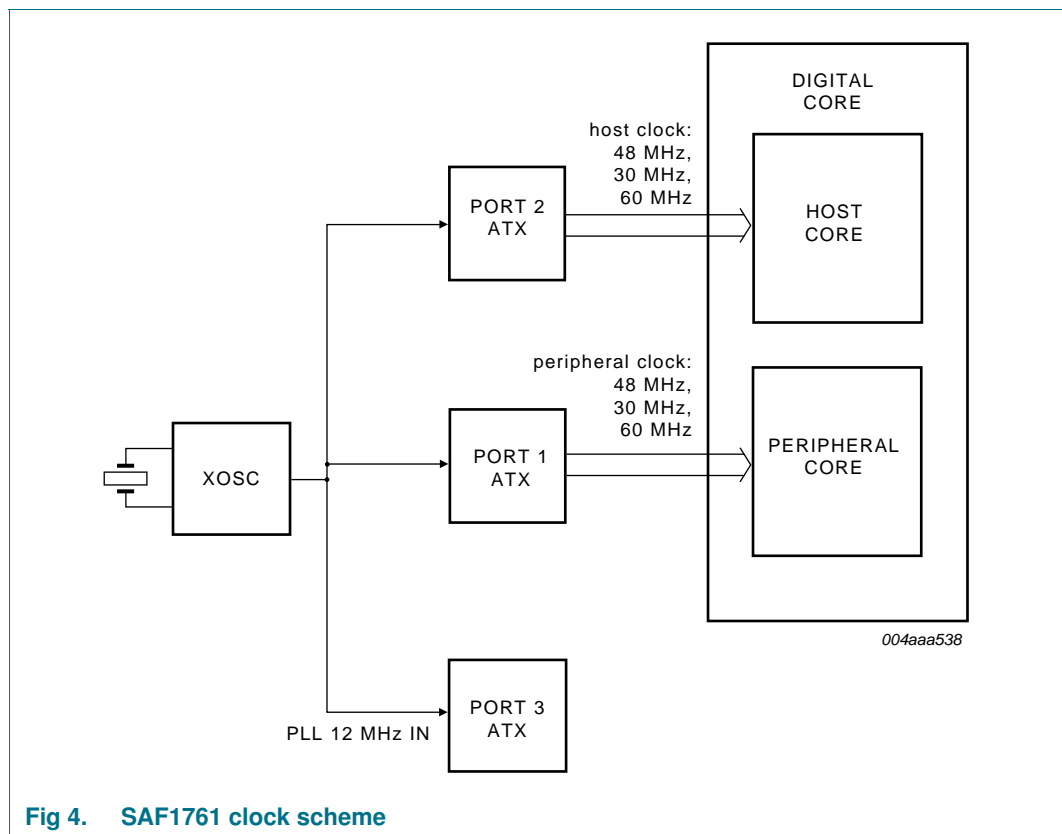 DIGITAL
CORE
host clock:
48 MHz,
30 MHz,
60 MHz
PORT 2
ATX
HOST
CORE
peripheral clock:
48 MHz,
30 MHz,
60 MHz
XOSC
PORT 1
ATX
PERIPHERAL
CORE
004aaa538
PORT 3
ATX
PLL 12 MHz IN
Fig 4. SAF1761 clock scheme